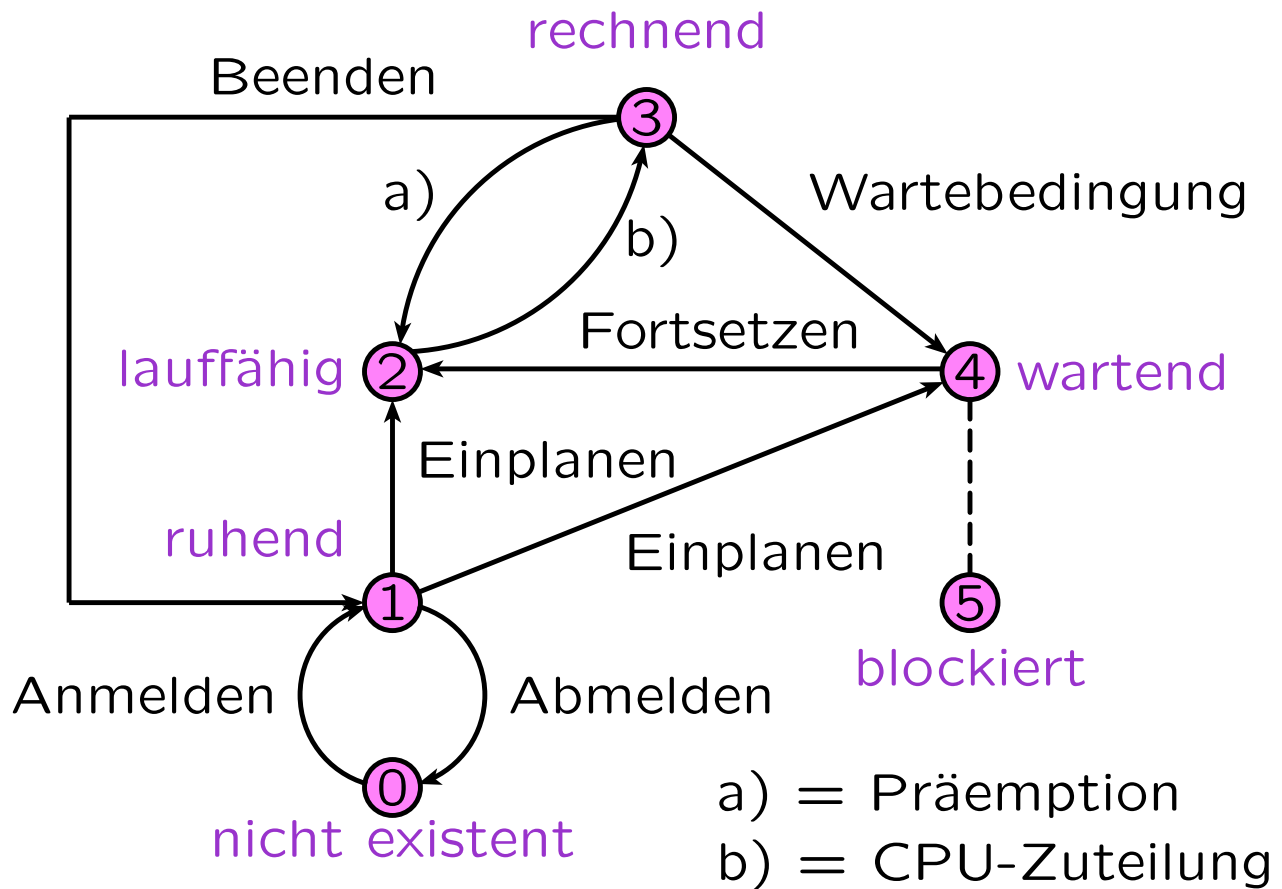 rechnend
Beenden
3
a)
Wartebedingung
b)
Fortsetzen
lauffähig
2
4
wartend
Einplanen
ruhend
Einplanen
1
5
blockiert
Anmelden
Abmelden
0
nicht existent
a) = Präemption
b) = CPU-Zuteilung